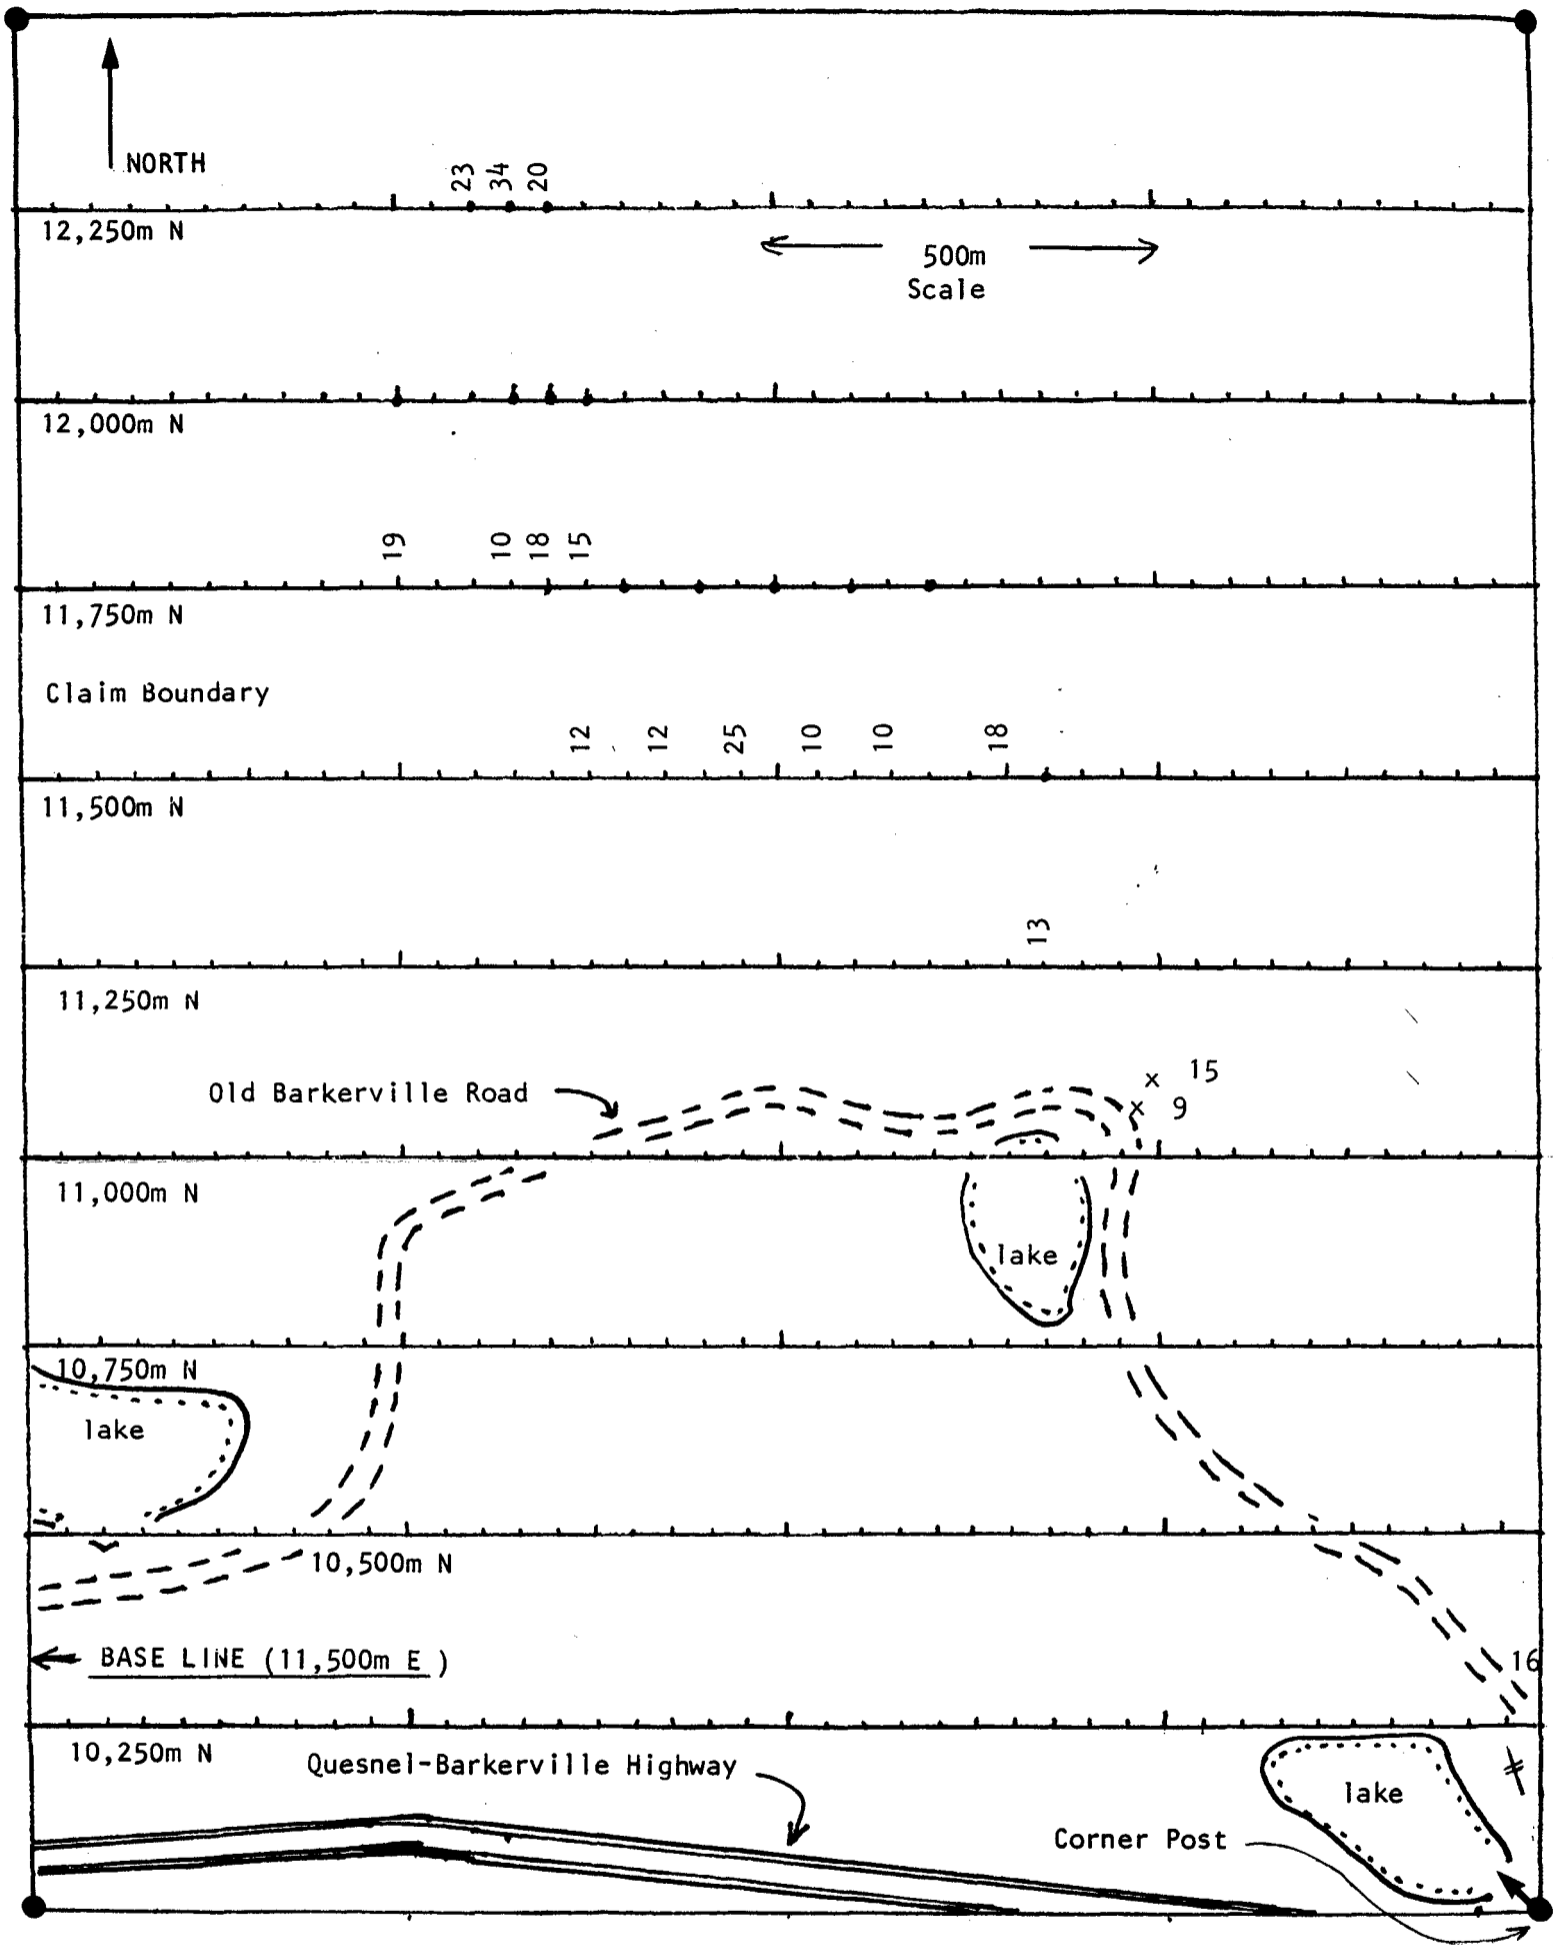 NORTH
23 34 20
12,250m N
500m
Scale
12,000m N
19 10 18 15
11,750m N
Claim Boundary
12 12 25 10 10 18
11,500m N
13
11,250m N
x 15
Old Barkerville Road
x 9
11,000m N
lake
10,750m N
lake
10,500m N
BASE LINE (11,500m E )
16
10,250m N
Quesnel-Barkerville Highway
lake
Corner Post